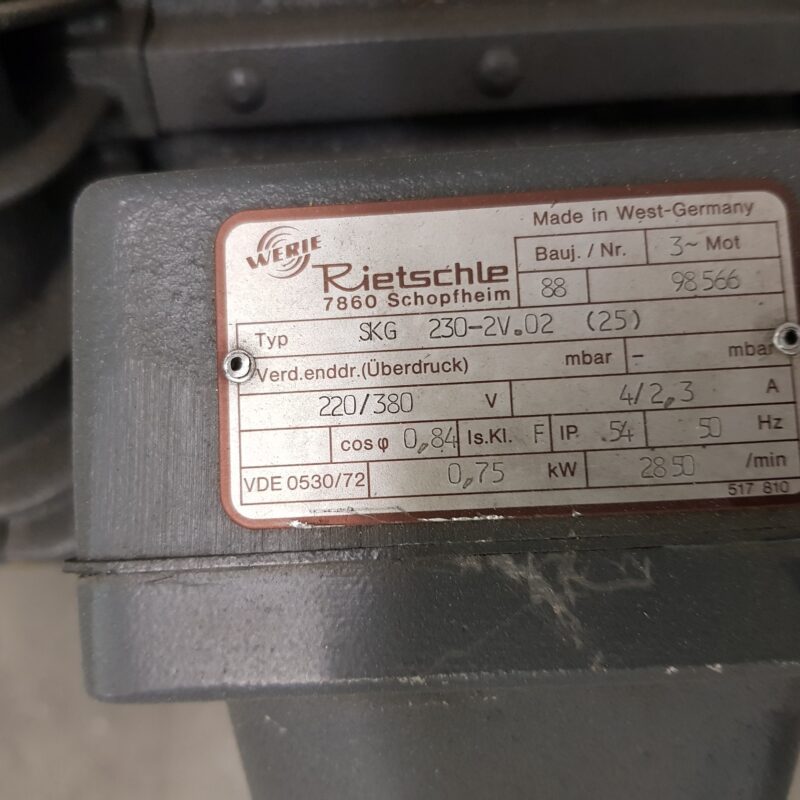 Made in West-Germany
WERIE
Rietschle
7860 Schopfheim
Bauj. / Nr. 3~ Mot
88 98566
Typ SKG 230-2V.02 (25)
Verd.enddr.(Überdruck) mbar - mbar
220/380 V 4/2,3 A
cos φ 0,84 Is.Kl. F IP .54 50 Hz
VDE 0530/72 0,75 kW 2850 /min
517 810